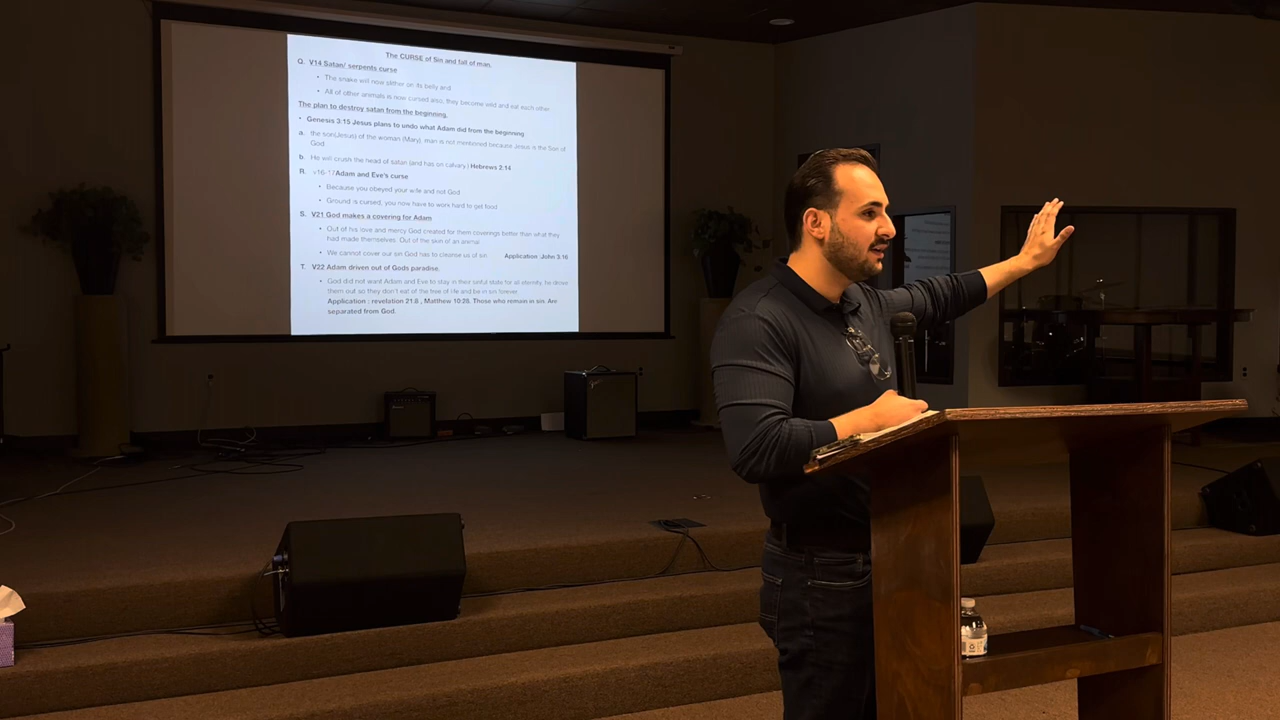 The CURSE of Sin and fall of man.
Q. V14 Satan/ serpents curse
• The snake will now slither on its belly and
• All of other animals is now cursed also, they become wild and eat each other
The plan to destroy satan from the beginning.
• Genesis 3:15 Jesus plans to undo what Adam did from the beginning
a. the son(Jesus) of the woman (Mary), man is not mentioned because Jesus is the Son of
God
b. He will crush the head of satan (and has on calvary ) Hebrews 2:14
R. v16-17Adam and Eve's curse
• Because you obeyed your wife and not God
• Ground is cursed, you now have to work hard to get food
S. V21 God makes a covering for Adam
• Out of his love and mercy God created for them coverings better than what they
had made themselves. Out of the skin of an animal
• We cannot cover our sin God has to cleanse us of sin. Application John 3:16
T. V22 Adam driven out of Gods paradise.
• God did not want Adam and Eve to stay in their sinful state for all eternity, he drove
them out so they don't eat of the tree of life and be in sin forever
Application : revelation 21:8 , Matthew 10:28. Those who remain in sin. Are
separated from God.